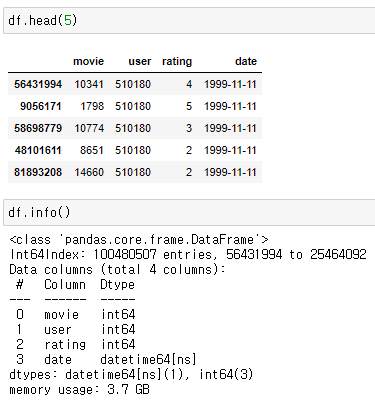 df.head(5)
movie user rating date
56431994 10341 510180 4 1999-11-11
9056171 1798 510180 5 1999-11-11
58698779 10774 510180 3 1999-11-11
48101611 8651 510180 2 1999-11-11
81893208 14660 510180 2 1999-11-11
df.info()
<class 'pandas.core.frame.DataFrame'>
Int64Index: 100480507 entries, 56431994 to 25464092
Data columns (total 4 columns):
 #   Column  Dtype
---  ------  -----
 0   movie   int64
 1   user    int64
 2   rating  int64
 3   date    datetime64[ns]
dtypes: datetime64[ns](1), int64(3)
memory usage: 3.7 GB